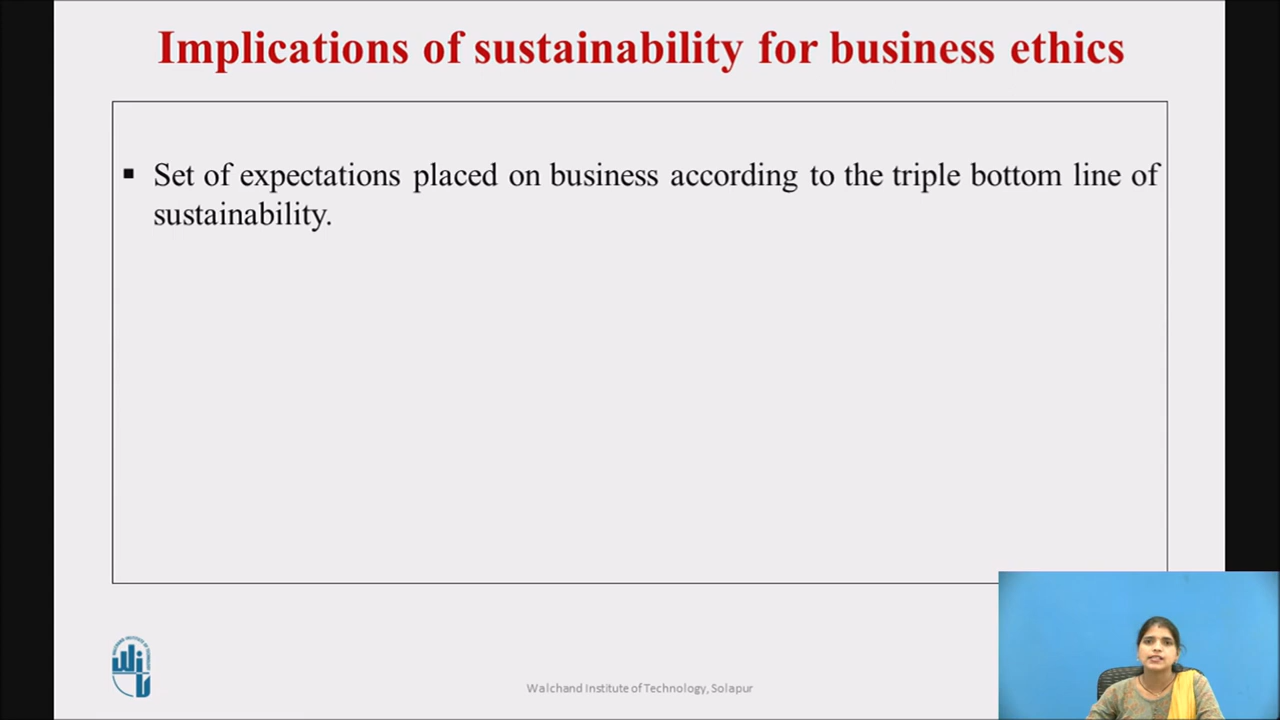 Implications of sustainability for business ethics
▪ Set of expectations placed on business according to the triple bottom line of
sustainability.
Walchand Institute of Technology, Solapur